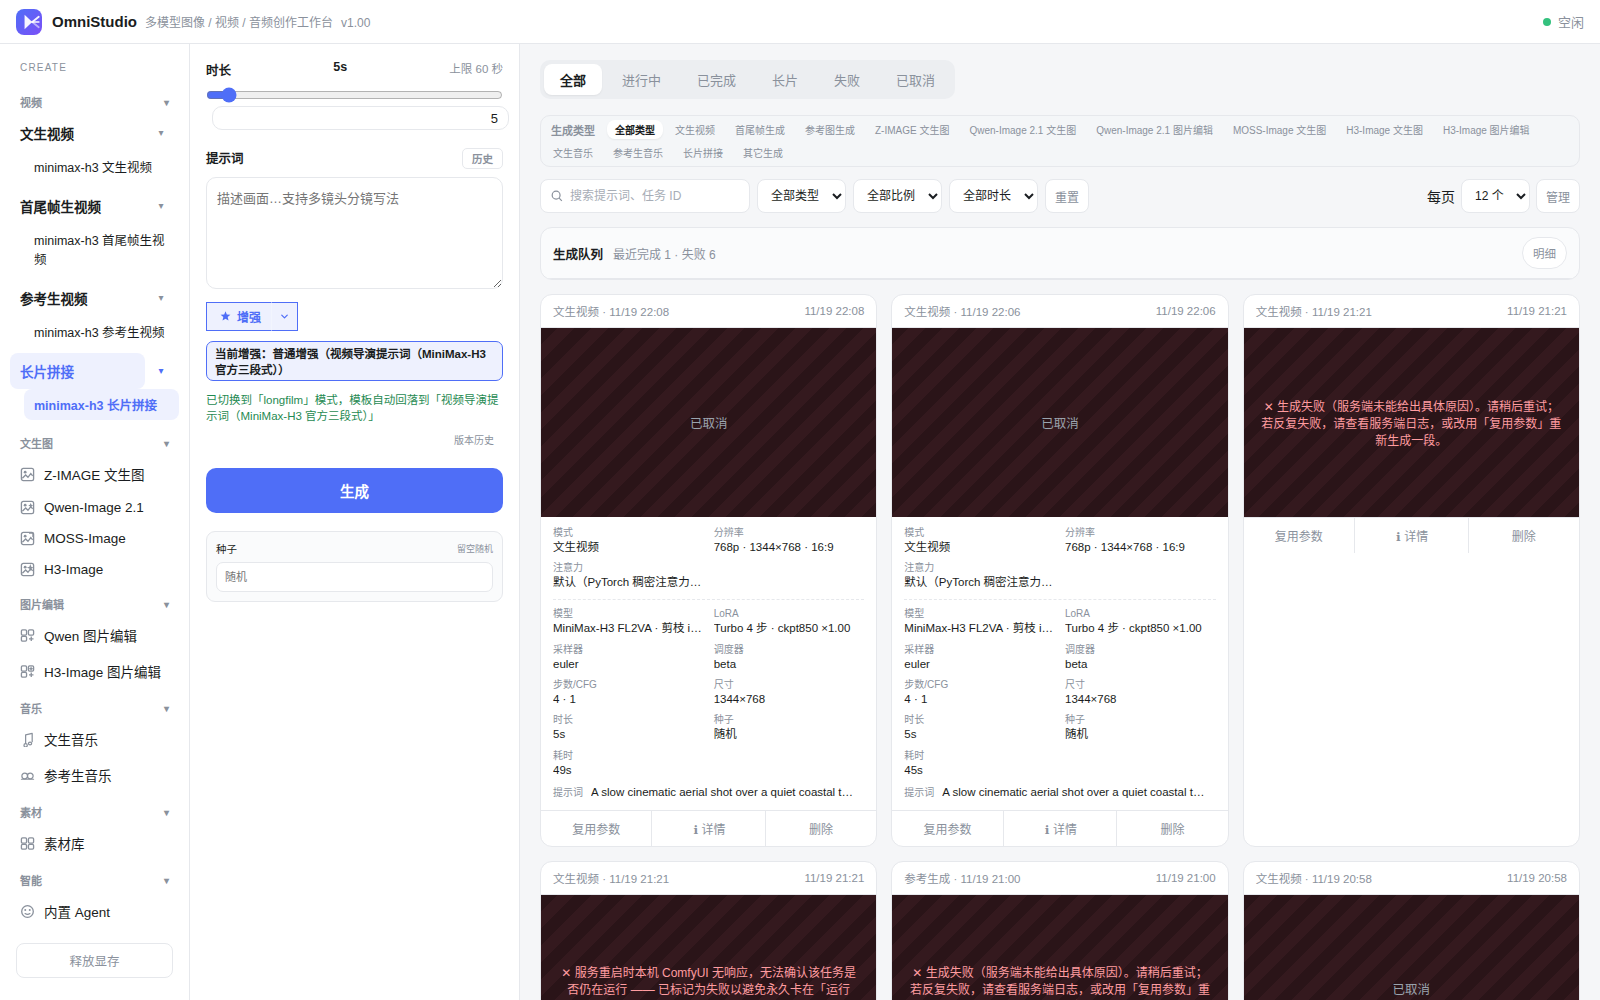 OmniStudio 多模型图像 / 视频 / 音频创作工作台 v1.00
空闲
CREATE
视频
文生视频
minimax-h3 文生视频
首尾帧生视频
minimax-h3 首尾帧生视
频
参考生视频
minimax-h3 参考生视频
长片拼接
minimax-h3 长片拼接
文生图
Z-IMAGE 文生图
Qwen-Image 2.1
MOSS-Image
H3-Image
图片编辑
Qwen 图片编辑
H3-Image 图片编辑
音乐
文生音乐
参考生音乐
素材
素材库
智能
内置 Agent
释放显存
时长 5s 上限 60 秒
5
提示词 历史
描述画面…支持多镜头分镜写法
增强
当前增强：普通增强（视频导演提示词（MiniMax-H3
官方三段式））
已切换到「longfilm」模式，模板自动回落到「视频导演提
示词（MiniMax-H3 官方三段式）」
版本历史
生成
种子 留空随机
随机
全部 进行中 已完成 长片 失败 已取消
生成类型 全部类型 文生视频 首尾帧生成 参考图生成 Z-IMAGE 文生图 Qwen-Image 2.1 文生图 Qwen-Image 2.1 图片编辑 MOSS-Image 文生图 H3-Image 文生图 H3-Image 图片编辑
文生音乐 参考生音乐 长片拼接 其它生成
搜索提示词、任务 ID 全部类型 全部比例 全部时长 重置 每页 12 个 管理
生成队列 最近完成 1 · 失败 6 明细
文生视频 · 11/19 22:08 11/19 22:08
已取消
模式 分辨率
文生视频 768p · 1344×768 · 16:9
注意力
默认（PyTorch 稠密注意力…
模型 LoRA
MiniMax-H3 FL2VA · 剪枝 i… Turbo 4 步 · ckpt850 ×1.00
采样器 调度器
euler beta
步数/CFG 尺寸
4 · 1 1344×768
时长 种子
5s 随机
耗时
49s
提示词 A slow cinematic aerial shot over a quiet coastal t…
复用参数 ℹ 详情 删除
文生视频 · 11/19 22:06 11/19 22:06
已取消
模式 分辨率
文生视频 768p · 1344×768 · 16:9
注意力
默认（PyTorch 稠密注意力…
模型 LoRA
MiniMax-H3 FL2VA · 剪枝 i… Turbo 4 步 · ckpt850 ×1.00
采样器 调度器
euler beta
步数/CFG 尺寸
4 · 1 1344×768
时长 种子
5s 随机
耗时
45s
提示词 A slow cinematic aerial shot over a quiet coastal t…
复用参数 ℹ 详情 删除
文生视频 · 11/19 21:21 11/19 21:21
✕ 生成失败（服务端未能给出具体原因）。请稍后重试；
若反复失败，请查看服务端日志，或改用「复用参数」重
新生成一段。
复用参数 ℹ 详情 删除
文生视频 · 11/19 21:21 11/19 21:21
✕ 服务重启时本机 ComfyUI 无响应，无法确认该任务是
否仍在运行 —— 已标记为失败以避免永久卡在「运行
参考生成 · 11/19 21:00 11/19 21:00
✕ 生成失败（服务端未能给出具体原因）。请稍后重试；
若反复失败，请查看服务端日志，或改用「复用参数」重
文生视频 · 11/19 20:58 11/19 20:58
已取消